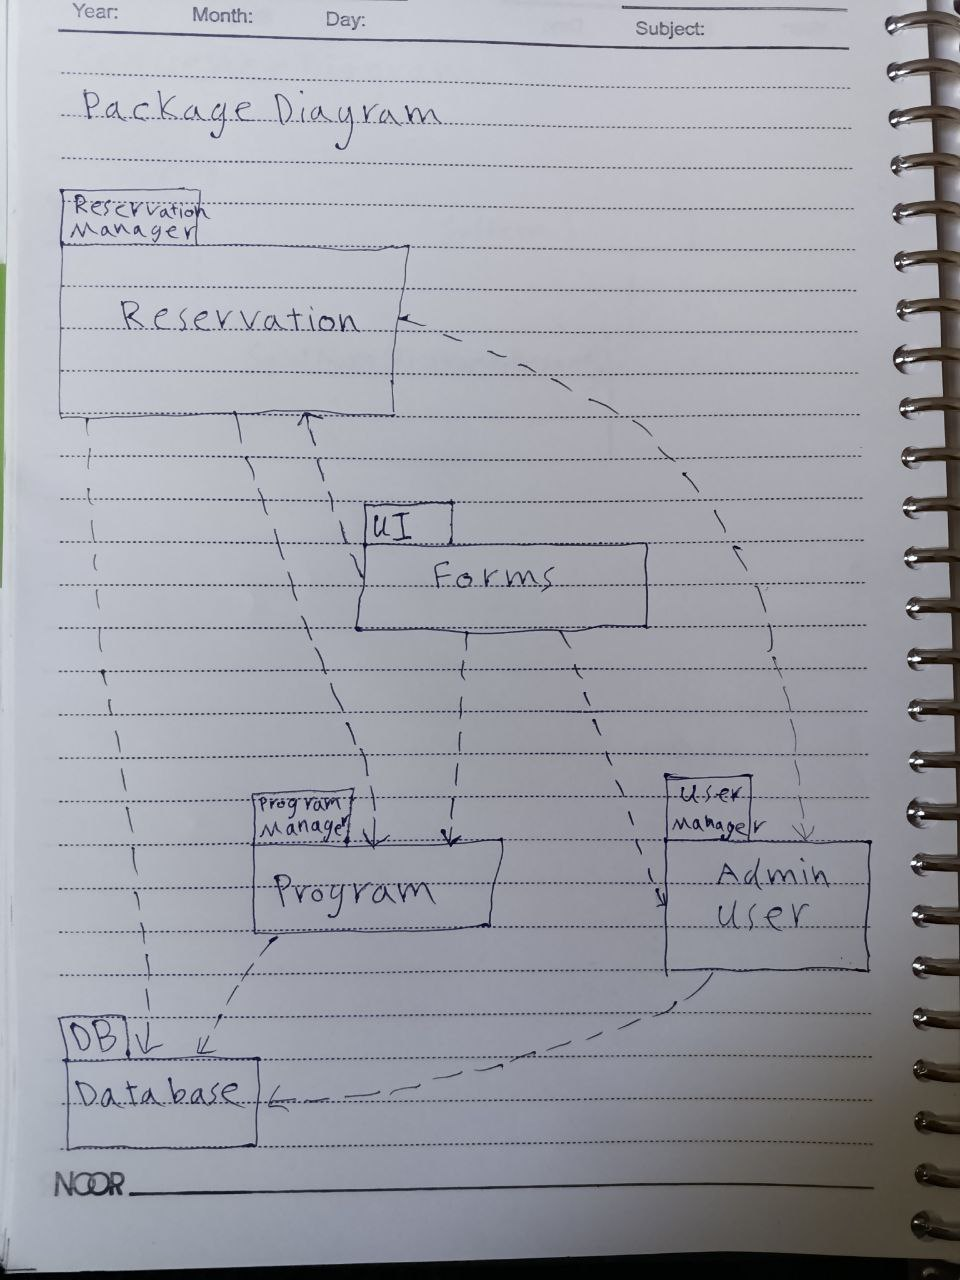 Year: Month: Day:
Subject:
Package Diagram
Reservation
Manager
Reservation
UI
Forms
Program
Manager
Program
User
Manager
Admin
User
DB
Database
NOOR